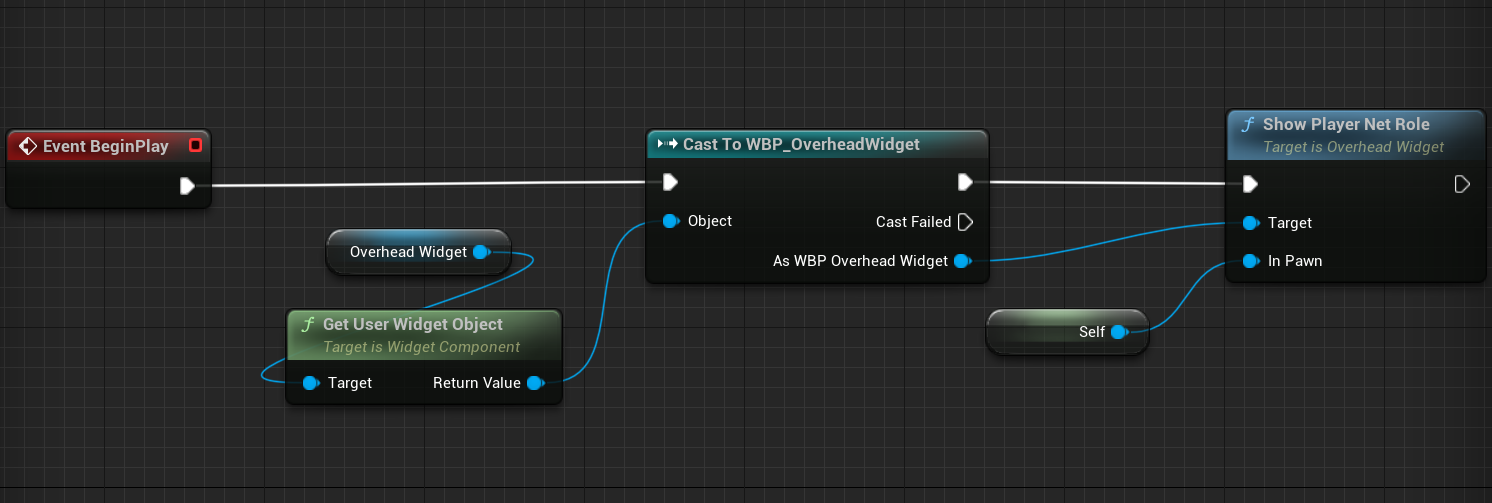 Event BeginPlay
Overhead Widget
f Get User Widget Object
Target is Widget Component
Target
Return Value
Cast To WBP_OverheadWidget
Object
Cast Failed
As WBP Overhead Widget
Self
f Show Player Net Role
Target is Overhead Widget
Target
In Pawn